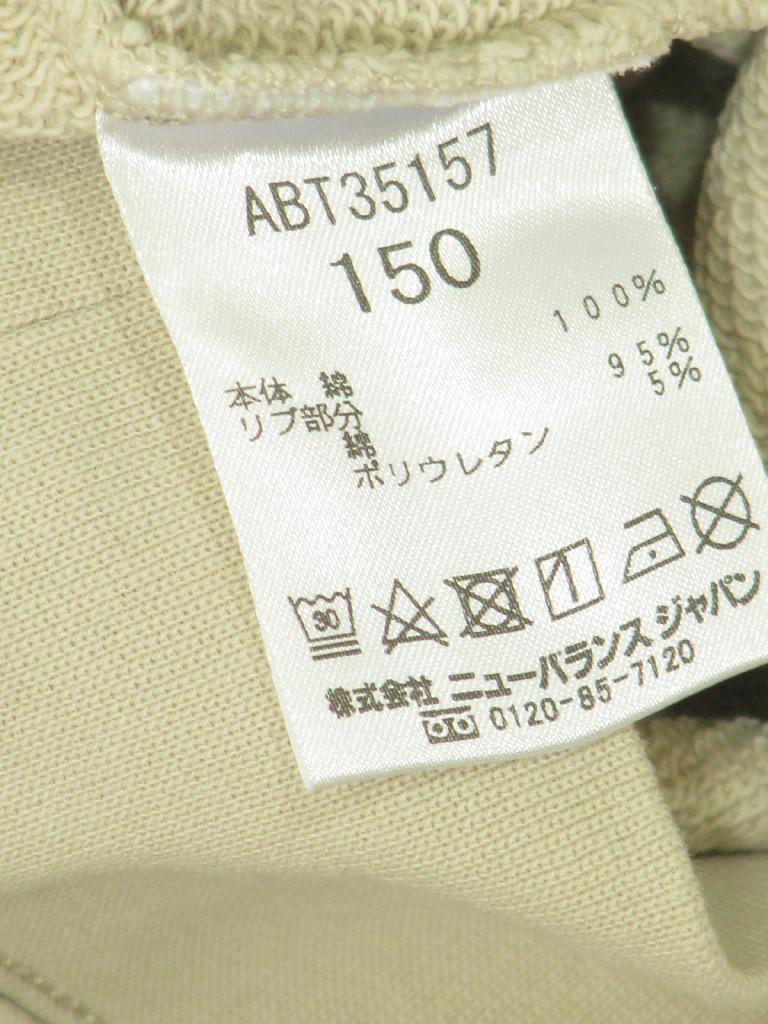 ABT35157
150
本体 綿 100%
リブ部分
綿 95%
ポリウレタン 5%
30
株式会社 ニューバランス ジャパン
0120-85-7120